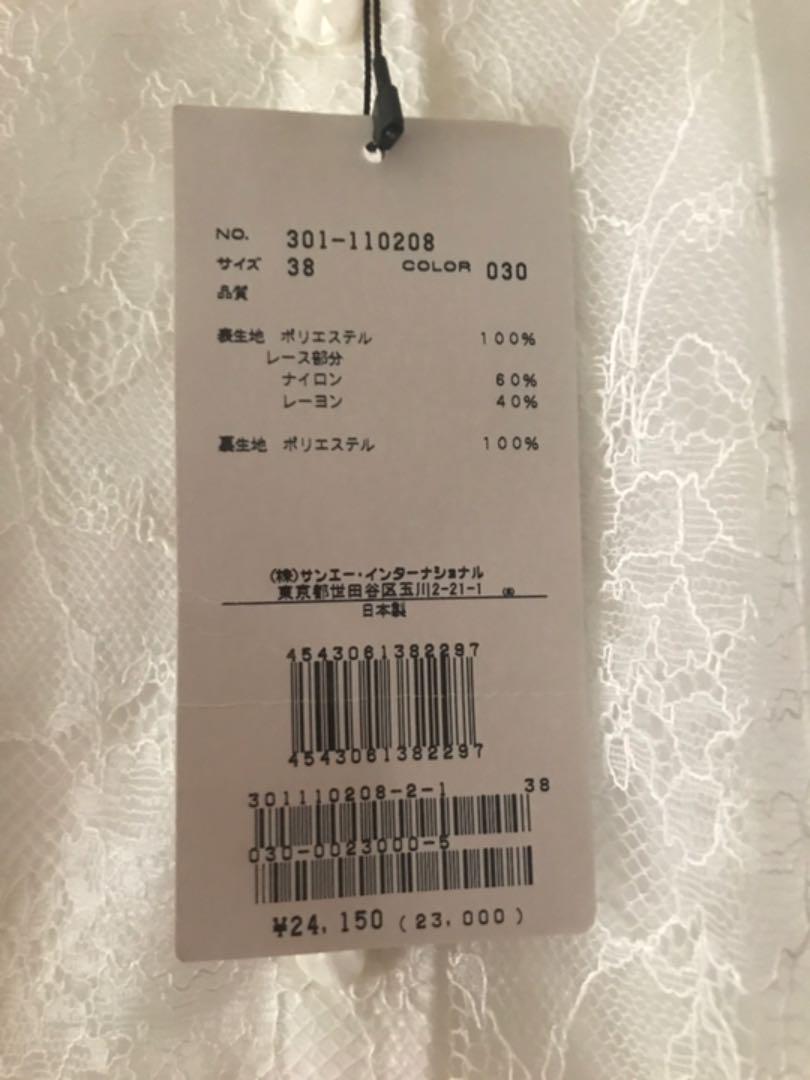 NO. 301-110208
サイズ 38 COLOR 030
品質
表生地 ポリエステル 100%
レース部分
ナイロン 60%
レーヨン 40%
裏生地 ポリエステル 100%
(株)サンエー・インターナショナル
東京都世田谷区玉川2-21-1
日本製
4543061382297
4543061382297
301110208-2-1 38
030-0023000-5
¥24,150 (23,000)